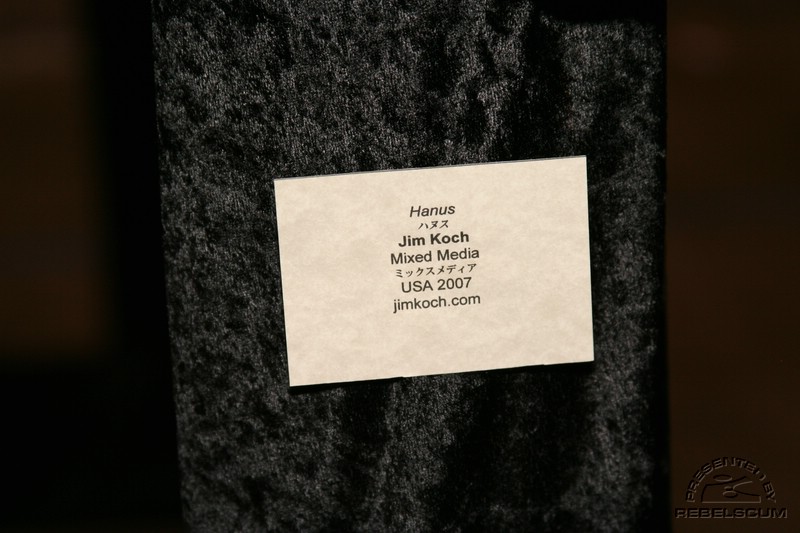 Hanus
ハヌス
Jim Koch
Mixed Media
ミックスメディア
USA 2007
jimkoch.com
PRESENTED BY
REBELSCUM